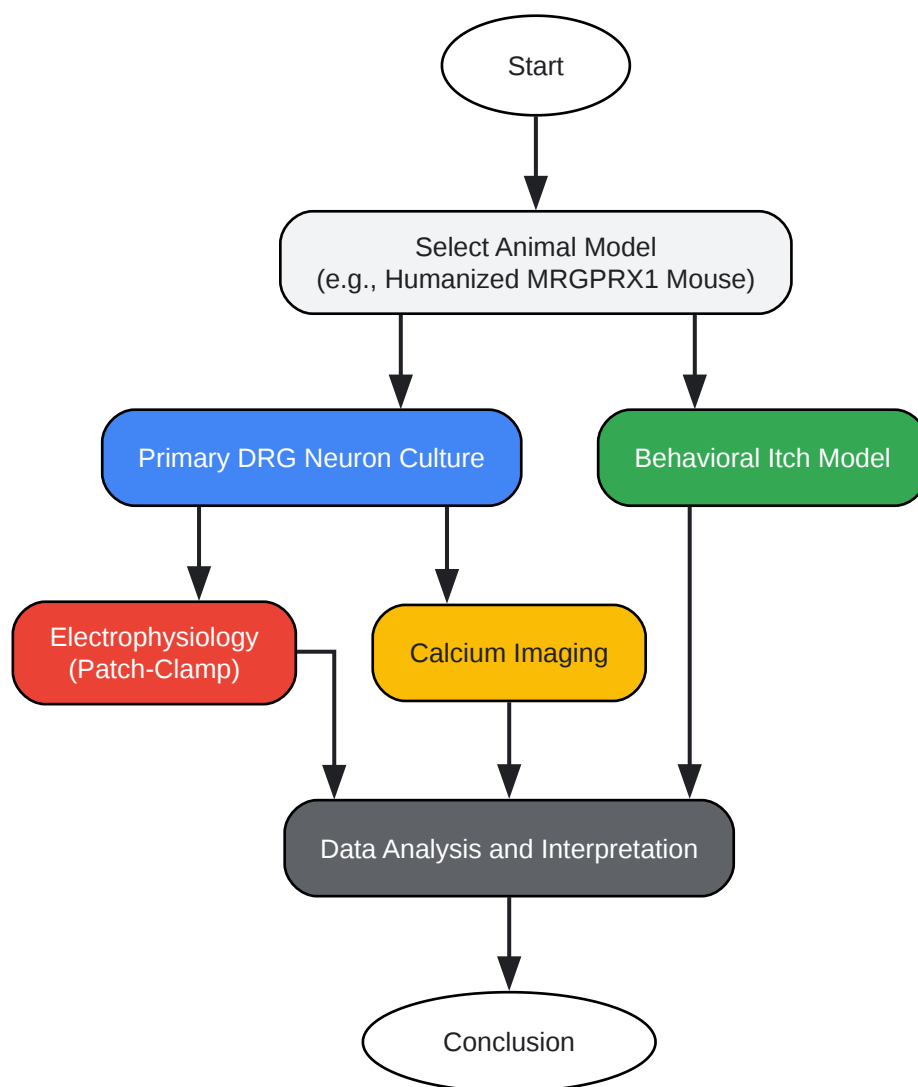 Start
Select Animal Model
(e.g., Humanized MRGPRX1 Mouse)
Primary DRG Neuron Culture
Behavioral Itch Model
Electrophysiology
(Patch-Clamp)
Calcium Imaging
Data Analysis and Interpretation
Conclusion